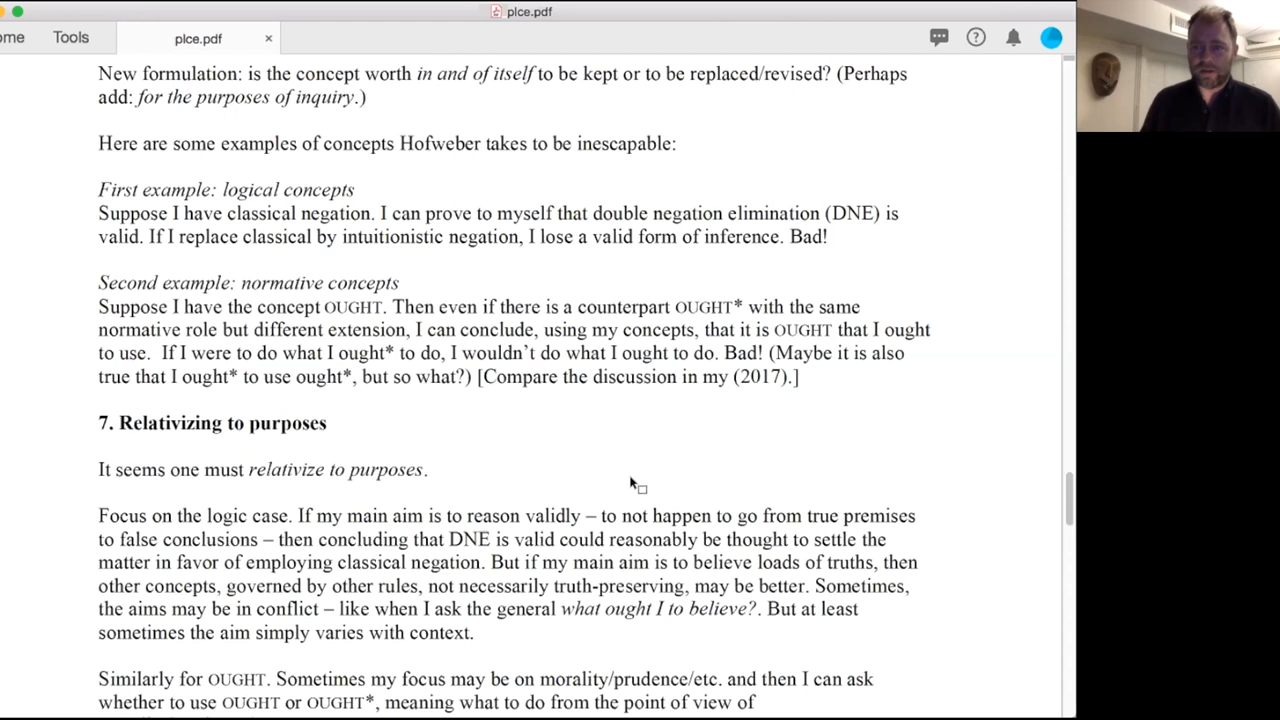 plce.pdf
ome Tools plce.pdf ×
New formulation: is the concept worth in and of itself to be kept or to be replaced/revised? (Perhaps
add: for the purposes of inquiry.)
Here are some examples of concepts Hofweber takes to be inescapable:
First example: logical concepts
Suppose I have classical negation. I can prove to myself that double negation elimination (DNE) is
valid. If I replace classical by intuitionistic negation, I lose a valid form of inference. Bad!
Second example: normative concepts
Suppose I have the concept OUGHT. Then even if there is a counterpart OUGHT* with the same
normative role but different extension, I can conclude, using my concepts, that it is OUGHT that I ought
to use. If I were to do what I ought* to do, I wouldn't do what I ought to do. Bad! (Maybe it is also
true that I ought* to use ought*, but so what?) [Compare the discussion in my (2017).]
7. Relativizing to purposes
It seems one must relativize to purposes.
Focus on the logic case. If my main aim is to reason validly – to not happen to go from true premises
to false conclusions – then concluding that DNE is valid could reasonably be thought to settle the
matter in favor of employing classical negation. But if my main aim is to believe loads of truths, then
other concepts, governed by other rules, not necessarily truth-preserving, may be better. Sometimes,
the aims may be in conflict – like when I ask the general what ought I to believe?. But at least
sometimes the aim simply varies with context.
Similarly for OUGHT. Sometimes my focus may be on morality/prudence/etc. and then I can ask
whether to use OUGHT or OUGHT*, meaning what to do from the point of view of